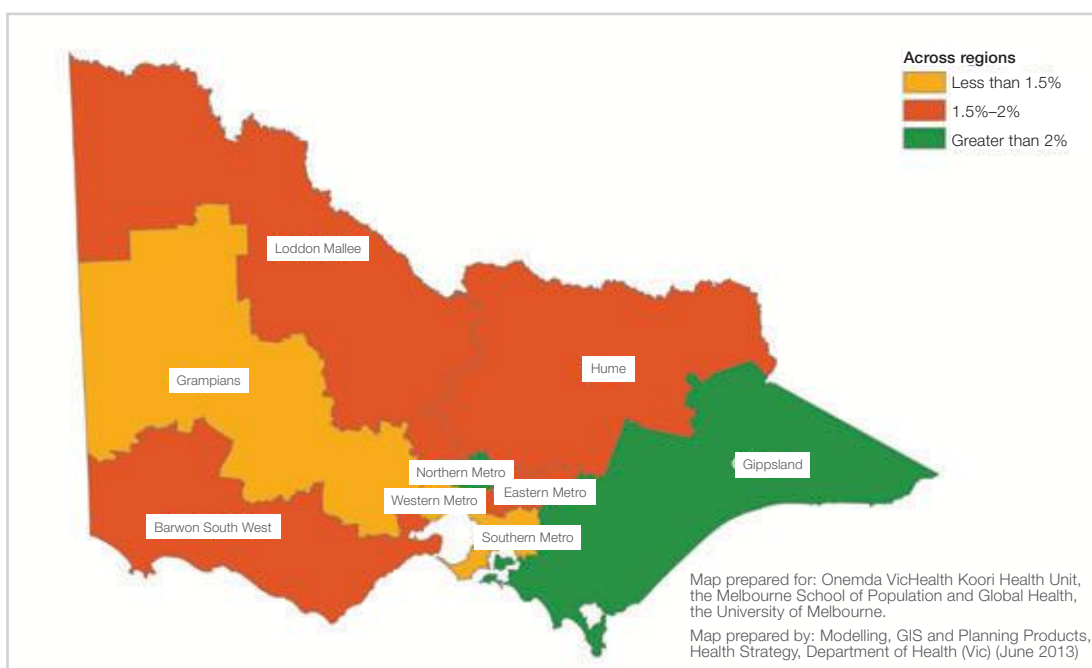 Across regions
Less than 1.5%
1.5%–2%
Greater than 2%
Loddon Mallee
Hume
Grampians
Gippsland
Northern Metro
Eastern Metro
Western Metro
Barwon South West
Southern Metro
Map prepared for: Onemda VicHealth Koori Health Unit,
the Melbourne School of Population and Global Health,
the University of Melbourne.
Map prepared by: Modelling, GIS and Planning Products,
Health Strategy, Department of Health (Vic) (June 2013)